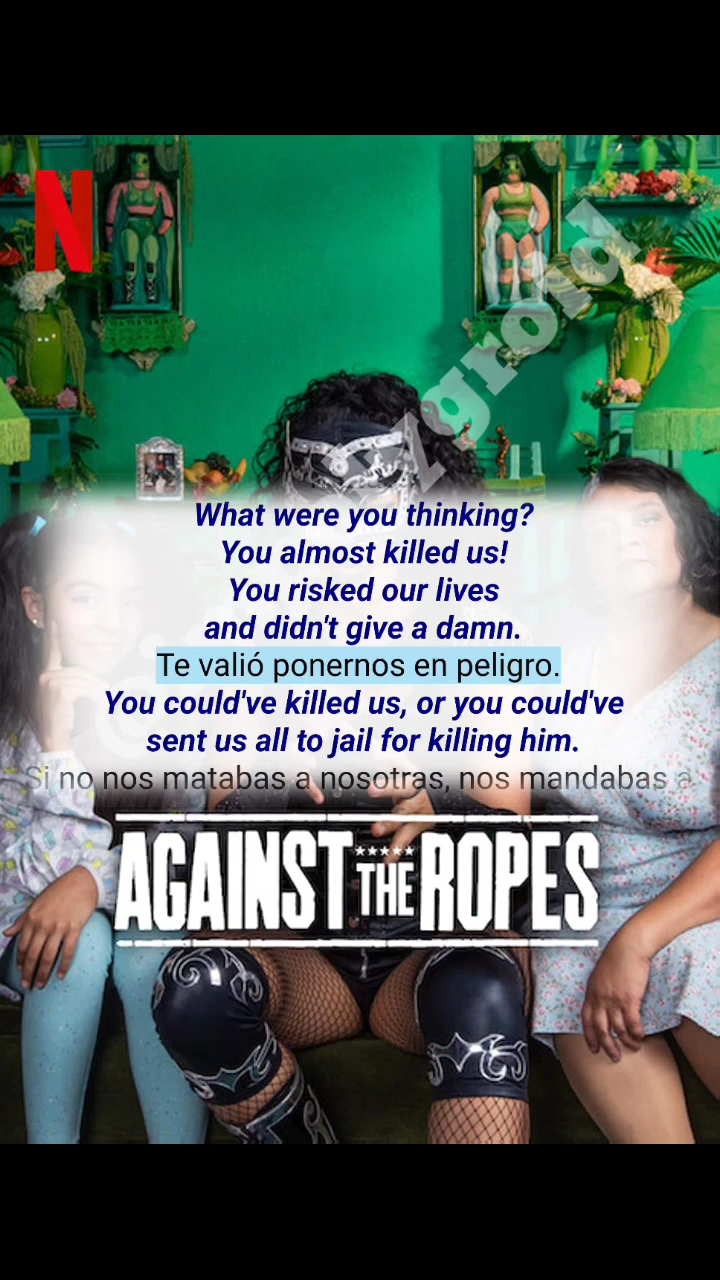 N
What were you thinking?
You almost killed us!
You risked our lives
and didn't give a damn.
Te valió ponernos en peligro.
You could've killed us, or you could've
sent us all to jail for killing him.
Si no nos matabas a nosotras, nos mandabas a
AGAINST THE ROPES